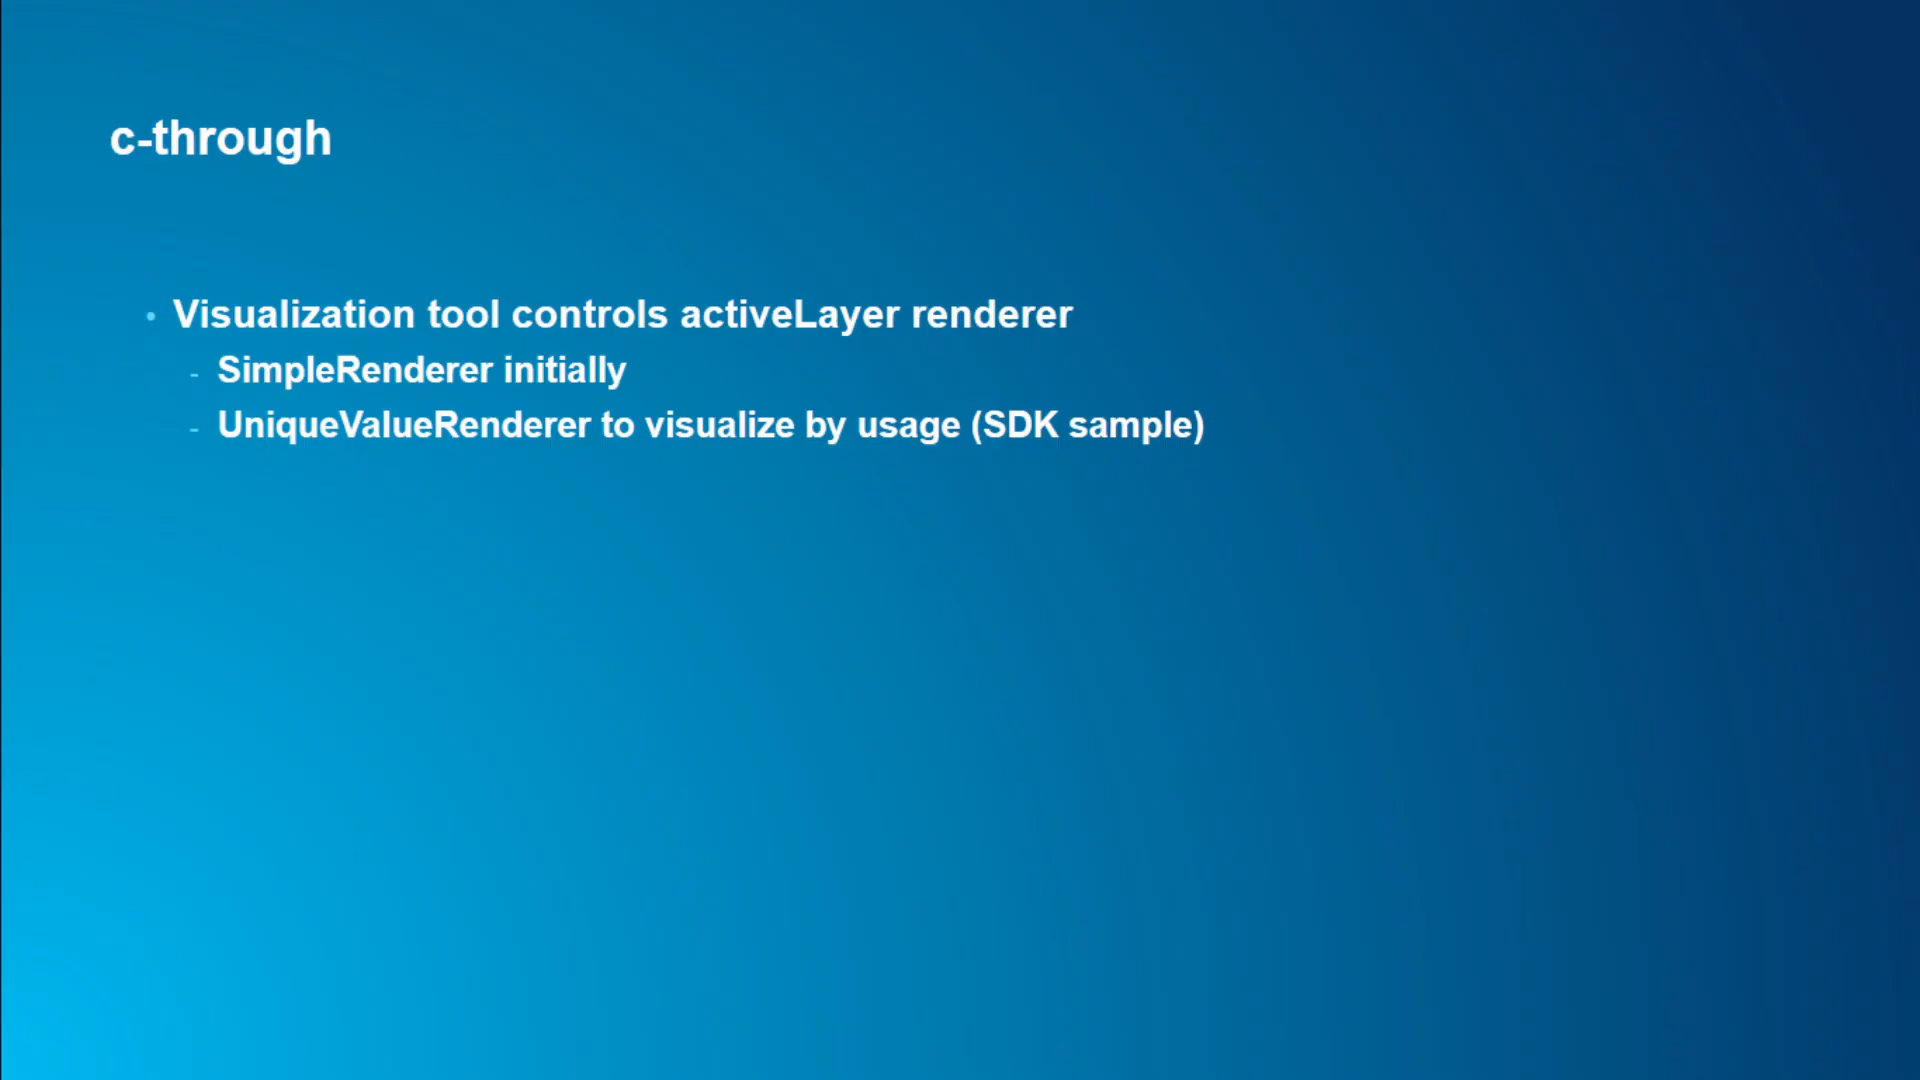 c-through
• Visualization tool controls activeLayer renderer
- SimpleRenderer initially
- UniqueValueRenderer to visualize by usage (SDK sample)